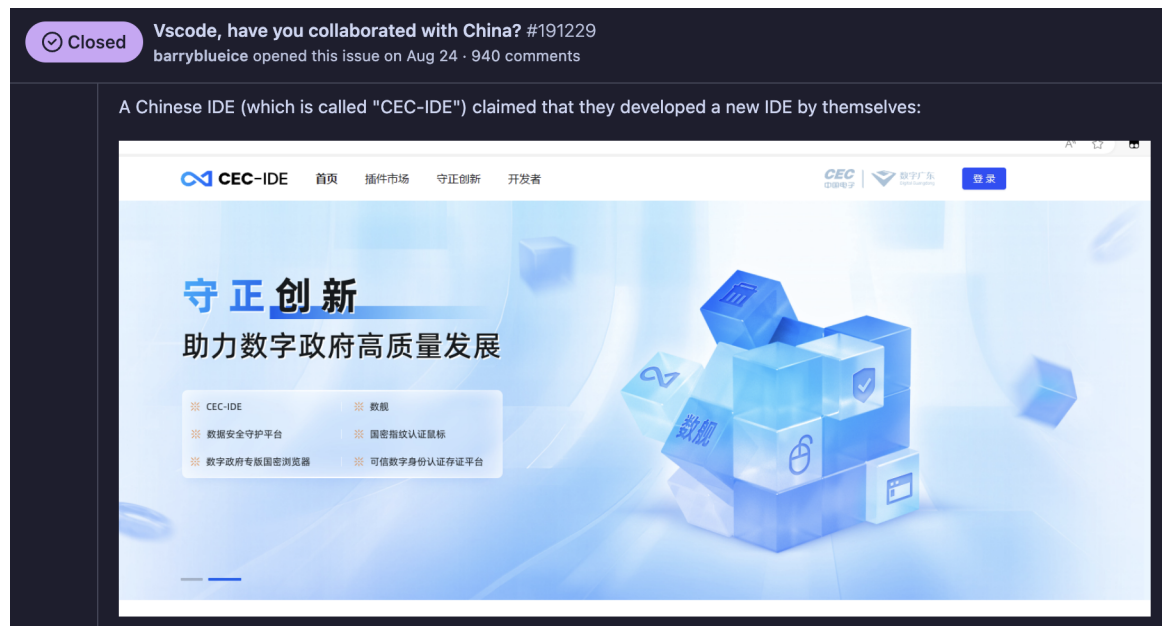 Closed
Vscode, have you collaborated with China? #191229
barryblueice opened this issue on Aug 24 · 940 comments
A Chinese IDE (which is called "CEC-IDE") claimed that they developed a new IDE by themselves:
CEC-IDE 首页 插件市场 守正创新 开发者 CEC 中国电子 数字广东 Digital Guangdong 登录
守正创新
助力数字政府高质量发展
CEC-IDE 数舰
数据安全守护平台 国密指纹认证鼠标
数字政府专版国密浏览器 可信数字身份认证存证平台
数舰